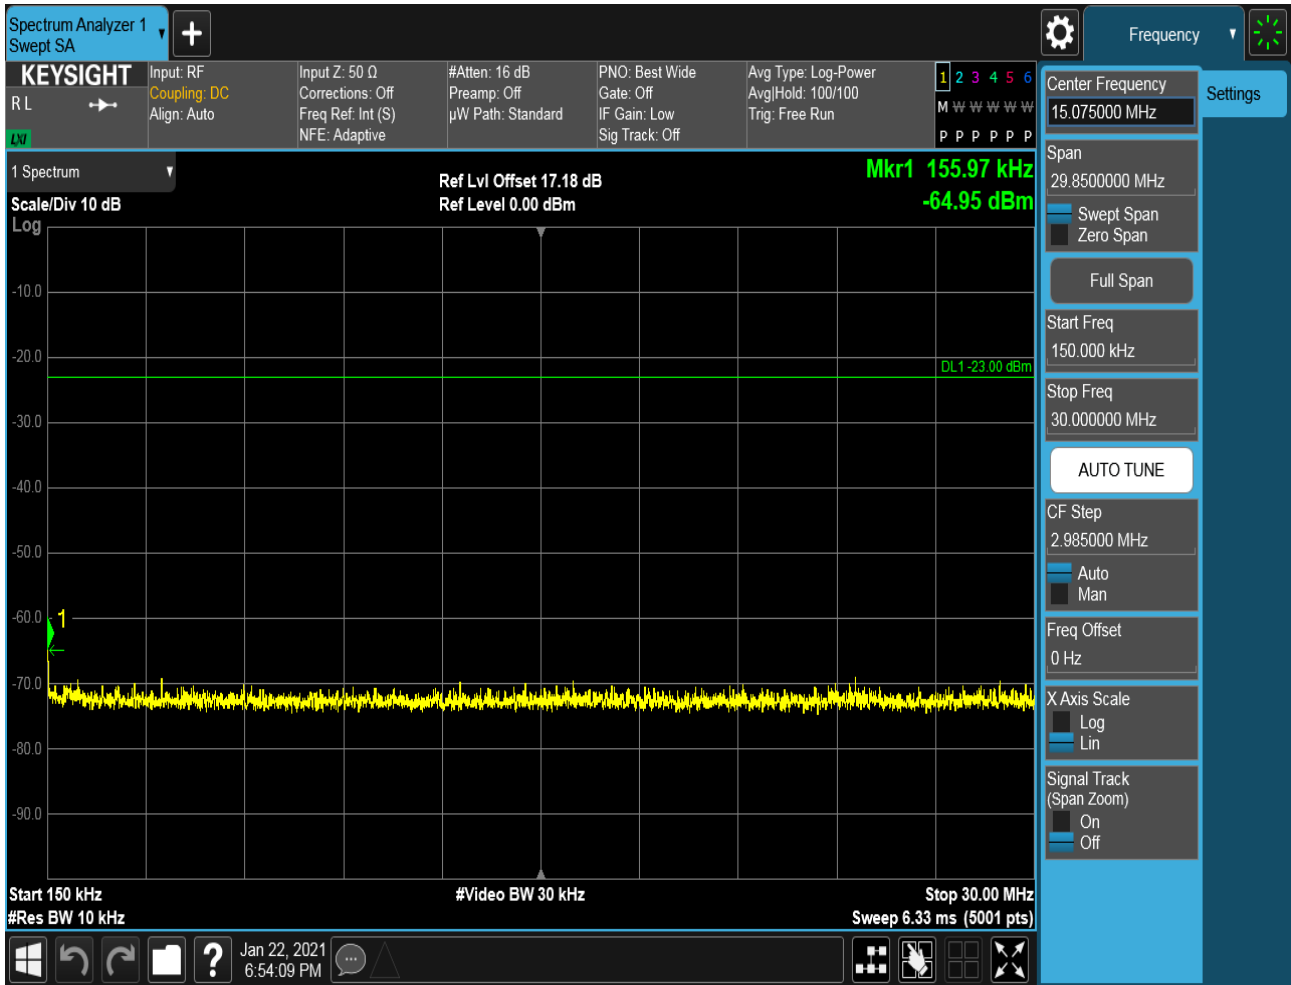 Spectrum Analyzer 1
Swept SA
Frequency
KEYSIGHT
R L
LXI
Input: RF
Coupling: DC
Align: Auto
Input Z: 50 Ω
Corrections: Off
Freq Ref: Int (S)
NFE: Adaptive
#Atten: 16 dB
Preamp: Off
µW Path: Standard
PNO: Best Wide
Gate: Off
IF Gain: Low
Sig Track: Off
Avg Type: Log-Power
Avg|Hold: 100/100
Trig: Free Run
1 2 3 4 5 6
M W W W W W
P P P P P P
1 Spectrum
Scale/Div 10 dB
Log
Ref Lvl Offset 17.18 dB
Ref Level 0.00 dBm
Mkr1 155.97 kHz
-64.95 dBm
-10.0
-20.0
DL1 -23.00 dBm
-30.0
-40.0
-50.0
-60.0
1
-70.0
-80.0
-90.0
Start 150 kHz
#Video BW 30 kHz
Stop 30.00 MHz
#Res BW 10 kHz
Sweep 6.33 ms (5001 pts)
Center Frequency
15.075000 MHz
Settings
Span
29.8500000 MHz
Swept Span
Zero Span
Full Span
Start Freq
150.000 kHz
Stop Freq
30.000000 MHz
AUTO TUNE
CF Step
2.985000 MHz
Auto
Man
Freq Offset
0 Hz
X Axis Scale
Log
Lin
Signal Track
(Span Zoom)
On
Off
?
Jan 22, 2021
6:54:09 PM